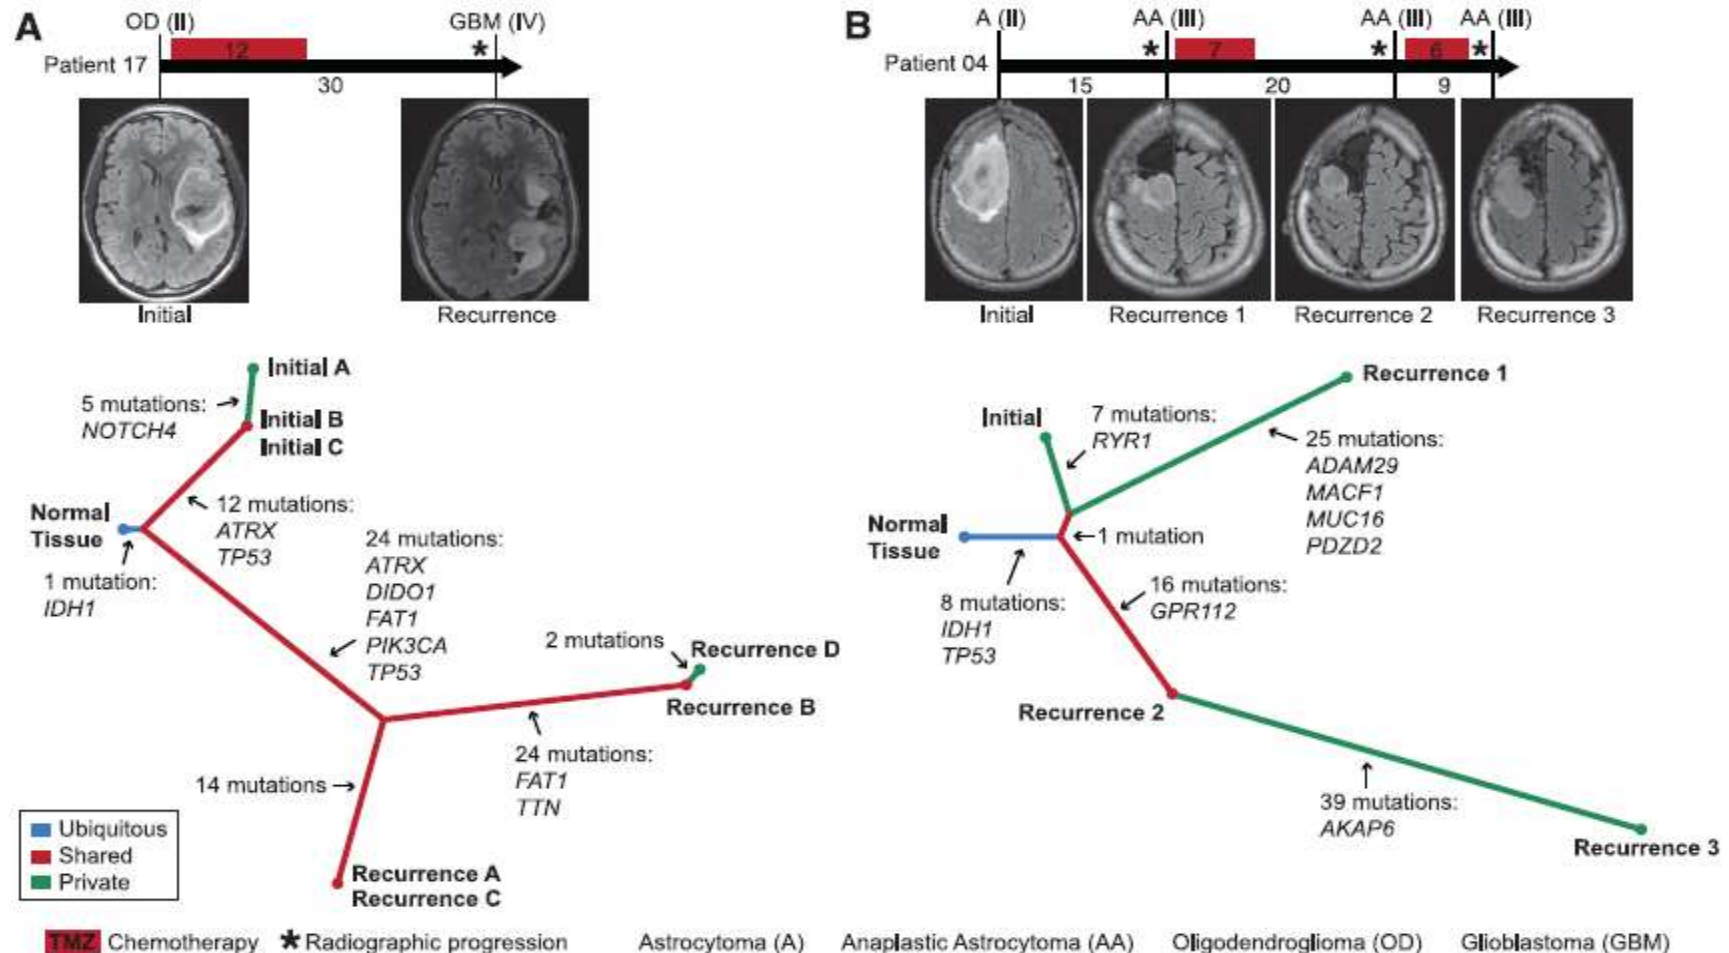 A
OD (II)
GBM (IV)
12
*
Patient 17
30
Initial
Recurrence
Initial A
5 mutations:
NOTCH4
Initial B
Initial C
Normal
Tissue
12 mutations:
ATRX
TP53
1 mutation:
IDH1
24 mutations:
ATRX
DIDO1
FAT1
PIK3CA
TP53
2 mutations
Recurrence D
Recurrence B
24 mutations:
FAT1
TTN
14 mutations
Recurrence A
Recurrence C
Ubiquitous
Shared
Private
B
A (II)
AA (III)
AA (III)
AA (III)
*
7
*
6
*
Patient 04
15
20
9
Initial
Recurrence 1
Recurrence 2
Recurrence 3
Recurrence 1
Initial
7 mutations:
RYR1
25 mutations:
ADAM29
MACF1
MUC16
PDZD2
Normal
Tissue
1 mutation
8 mutations:
IDH1
TP53
16 mutations:
GPR112
Recurrence 2
39 mutations:
AKAP6
Recurrence 3
TMZ Chemotherapy * Radiographic progression Astrocytoma (A) Anaplastic Astrocytoma (AA) Oligodendroglioma (OD) Glioblastoma (GBM)